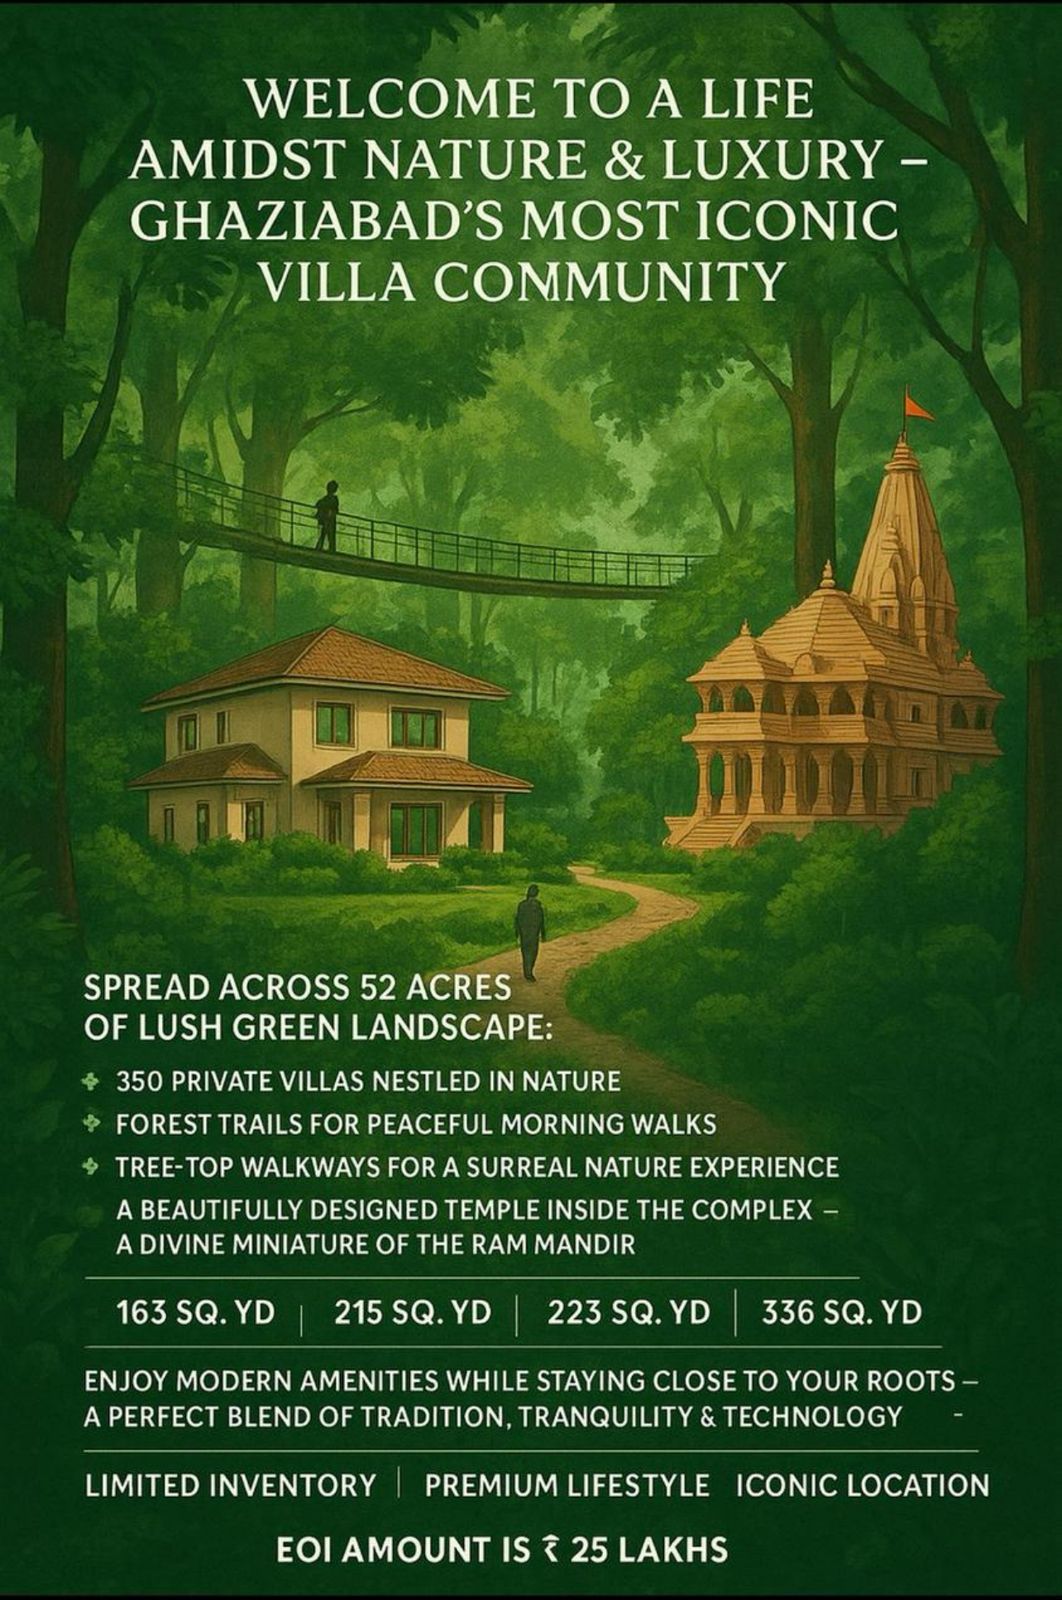 WELCOME TO A LIFE
AMIDST NATURE & LUXURY –
GHAZIABAD'S MOST ICONIC
VILLA COMMUNITY
SPREAD ACROSS 52 ACRES
OF LUSH GREEN LANDSCAPE:
350 PRIVATE VILLAS NESTLED IN NATURE
FOREST TRAILS FOR PEACEFUL MORNING WALKS
TREE-TOP WALKWAYS FOR A SURREAL NATURE EXPERIENCE
A BEAUTIFULLY DESIGNED TEMPLE INSIDE THE COMPLEX –
A DIVINE MINIATURE OF THE RAM MANDIR
163 SQ. YD | 215 SQ. YD | 223 SQ. YD | 336 SQ. YD
ENJOY MODERN AMENITIES WHILE STAYING CLOSE TO YOUR ROOTS –
A PERFECT BLEND OF TRADITION, TRANQUILITY & TECHNOLOGY -
LIMITED INVENTORY | PREMIUM LIFESTYLE ICONIC LOCATION
EOI AMOUNT IS ₹ 25 LAKHS